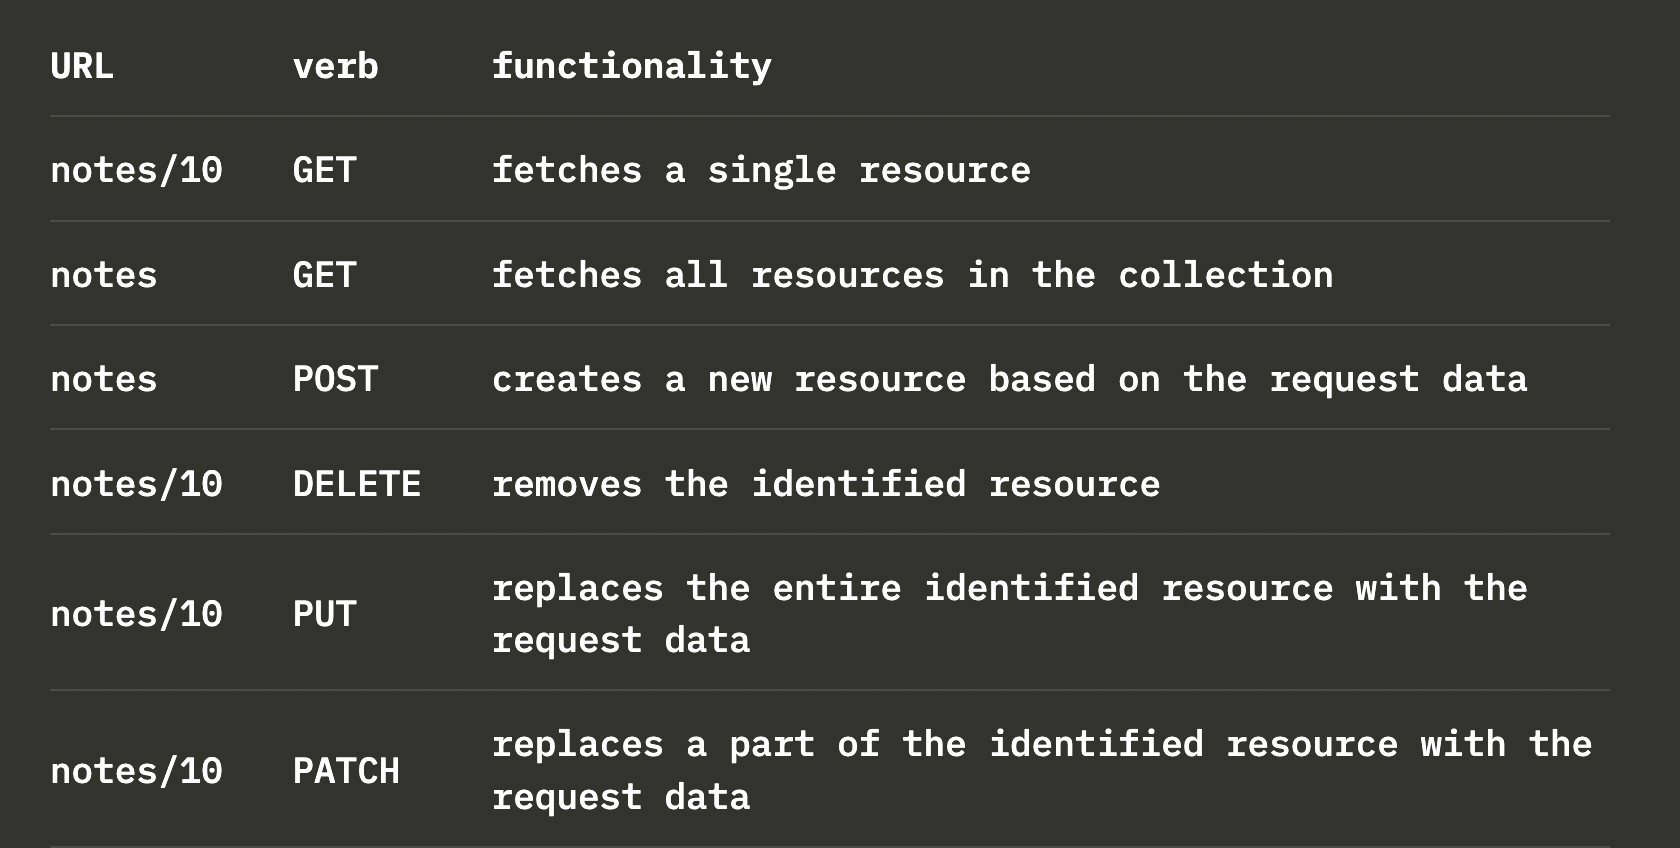 URL verb functionality
notes/10 GET fetches a single resource
notes GET fetches all resources in the collection
notes POST creates a new resource based on the request data
notes/10 DELETE removes the identified resource
notes/10 PUT replaces the entire identified resource with the
request data
notes/10 PATCH replaces a part of the identified resource with the
request data